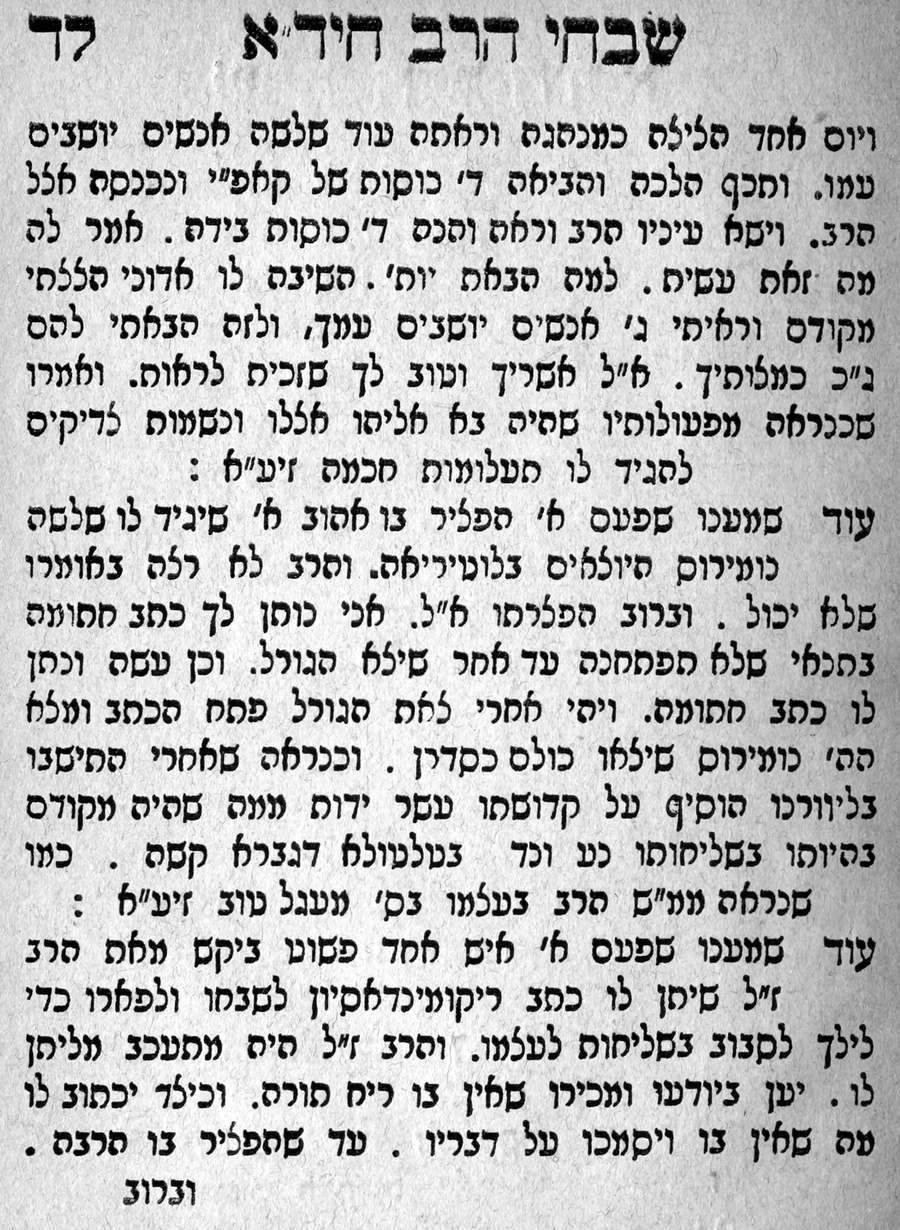 שבחי הרב חיד״א לד
ויום אחד הלילה כמנהגה וראתה עוד שלשה אנשים יושבים
עמו. ותכף הלכה והביאה ד׳ כוסות של קאפ״י ונכנסה אצל
הרב. וישא עיניו הרב וראה והנה ד׳ כוסות בידה. אמר לה
מה זאת עשית. למה הבאת יות׳. השיבה לו אדוני הצלתי
מקודם וראיתי ג׳ אנשים יושבים עמך, ולזה הבאתי להם
ג״כ כמצותיך. א״ל אשריך וטוב לך שזכית לראות. ואמרו
שכנראה מפעולותיו שהיה בא אליהו אצלו ונשמות צדיקים
להגיד לו תעלומות חכמה זיע״א :
עוד שמענו שפעם א׳ הפציר בו אהוב א׳ שיגיד לו שלשה
נומירוס היוצאים בלוטיריאה. והרב לא רצה באומרו
שלא יכול. וברוב הפצרתו א״ל. אני נותן לך כתב חתומה
בתנאי שלא תפתחנה עד אחר שיצא הגורל. וכן עשה ונתן
לו כתב חתומה. ויהי אחרי צאת הגורל פתח הכתב ומצא
הה׳ נומירוס שיצאו כולם כסדרן. וכנראה שאחרי התישבו
בליוורנו הוסיף על קדושתו עשר ידות ממה שהיה מקודם
בהיותו בשליחותו נע ונד בטלטולא דגברא קשה. כמו
שנראה ממ״ש הרב בעצמו בס׳ מעגל טוב זיע״א :
עוד שמענו שפעם א׳ איש אחד פשוט ביקש מאת הרב
ז״ל שיתן לו כתב ריקומינדאסיון לשבחו ולפארו כדי
לילך לסבוב בשליחות לעצמו. והרב ז״ל היה מתעכב מליתן
לו. יען ביודעו ומכירו שאין בו ריח תורה. וכיצד יכתוב לו
מה שאין בו ויסמכו על דבריו. עד שהפציר בו הרבה.
וברוב